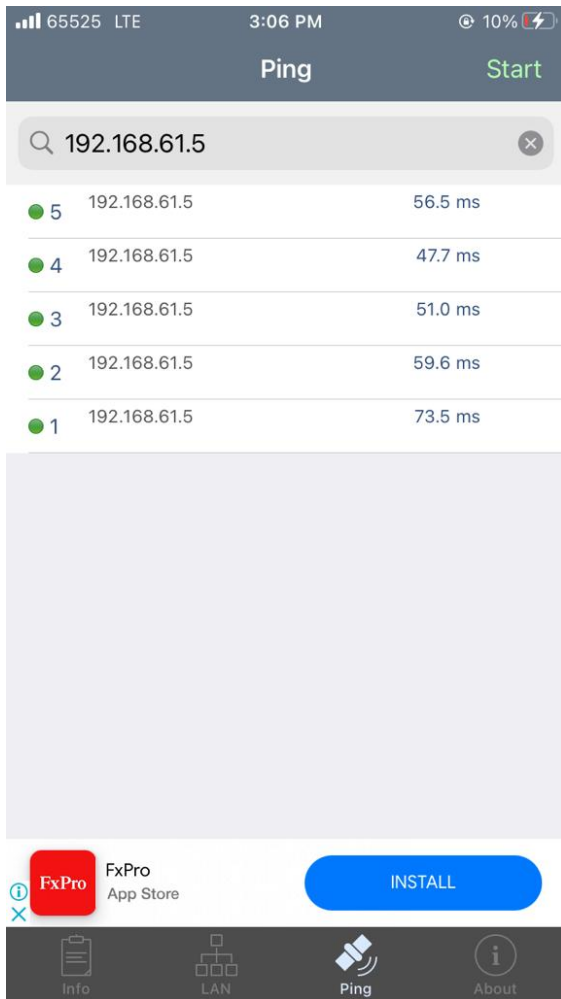 65525 LTE 3:06 PM 10%
Ping Start
192.168.61.5
5 192.168.61.5 56.5 ms
4 192.168.61.5 47.7 ms
3 192.168.61.5 51.0 ms
2 192.168.61.5 59.6 ms
1 192.168.61.5 73.5 ms
FxPro
FxPro
App Store
INSTALL
Info LAN Ping About